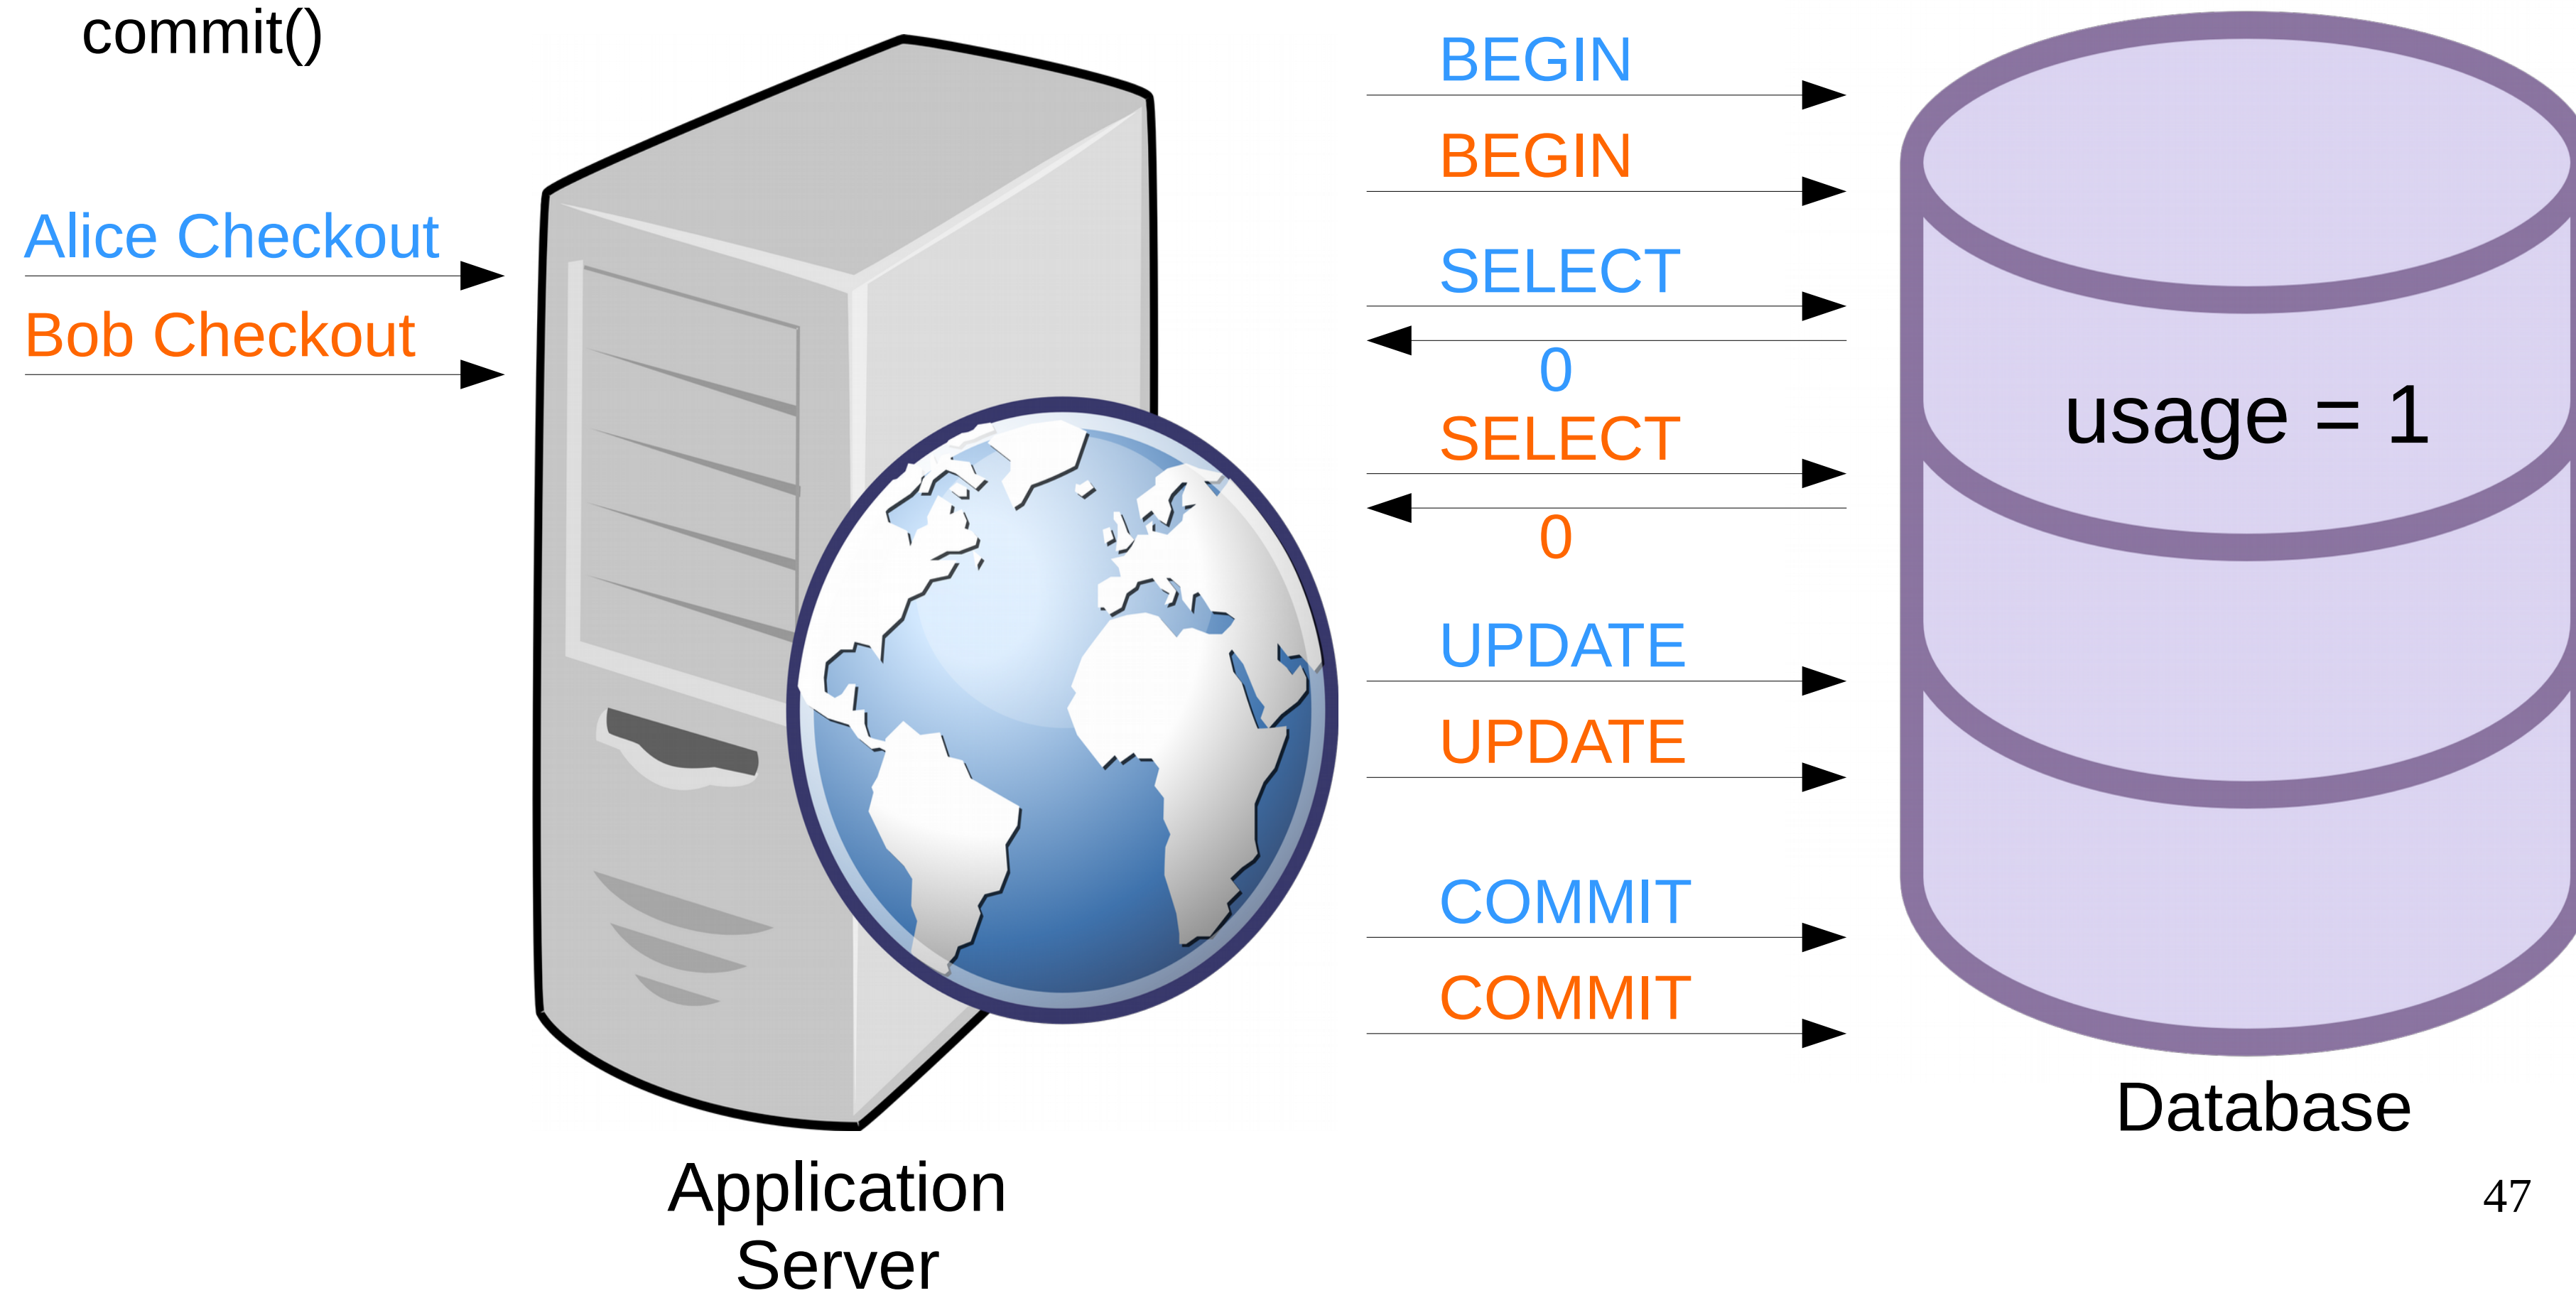 commit()
Alice Checkout
Bob Checkout
BEGIN
BEGIN
SELECT
0
SELECT
0
UPDATE
UPDATE
COMMIT
COMMIT
usage = 1
Database
Application
Server
47